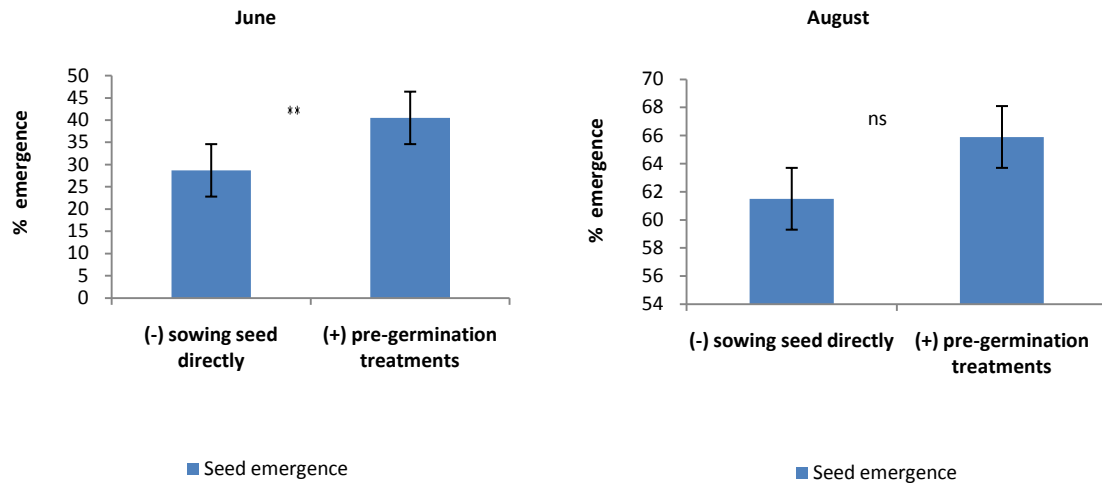 June
% emergence
50
45
40
35
30
25
20
15
10
5
0
**
(-) sowing seed
directly
(+) pre-germination
treatments
Seed emergence
August
% emergence
70
68
66
64
62
60
58
56
54
ns
(-) sowing seed directly
(+) pre-germination
treatments
Seed emergence